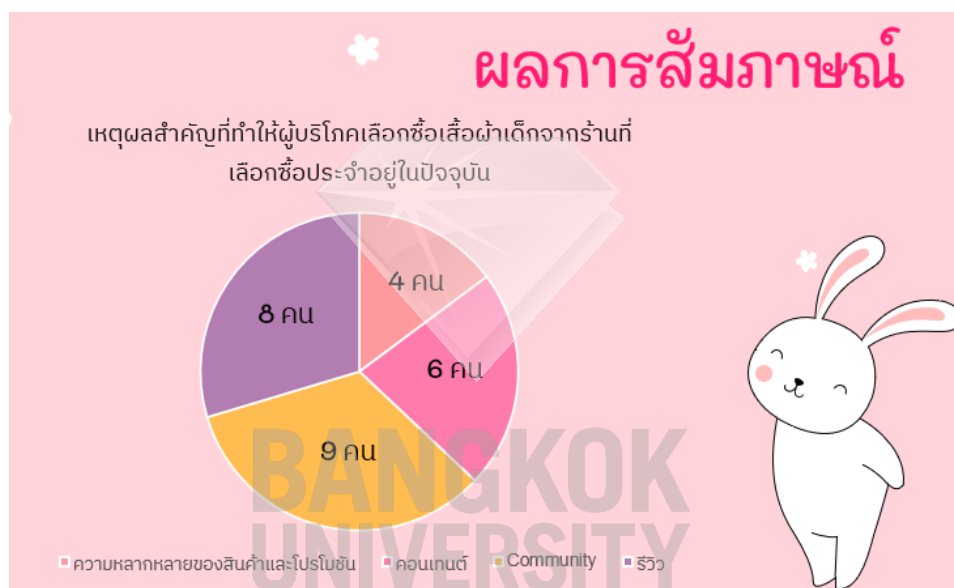 ผลการสัมภาษณ์
เหตุผลสำคัญที่ทำให้ผู้บริโภคเลือกซื้อเสื้อผ้าเด็กจากร้านที่
เลือกซื้อประจำอยู่ในปัจจุบัน
4 คน
8 คน
6 คน
9 คน
BANGKOK
UNIVERSITY
ความหลากหลายของสินค้าและโปรโมชัน คอนเทนต์ Community รีวิว